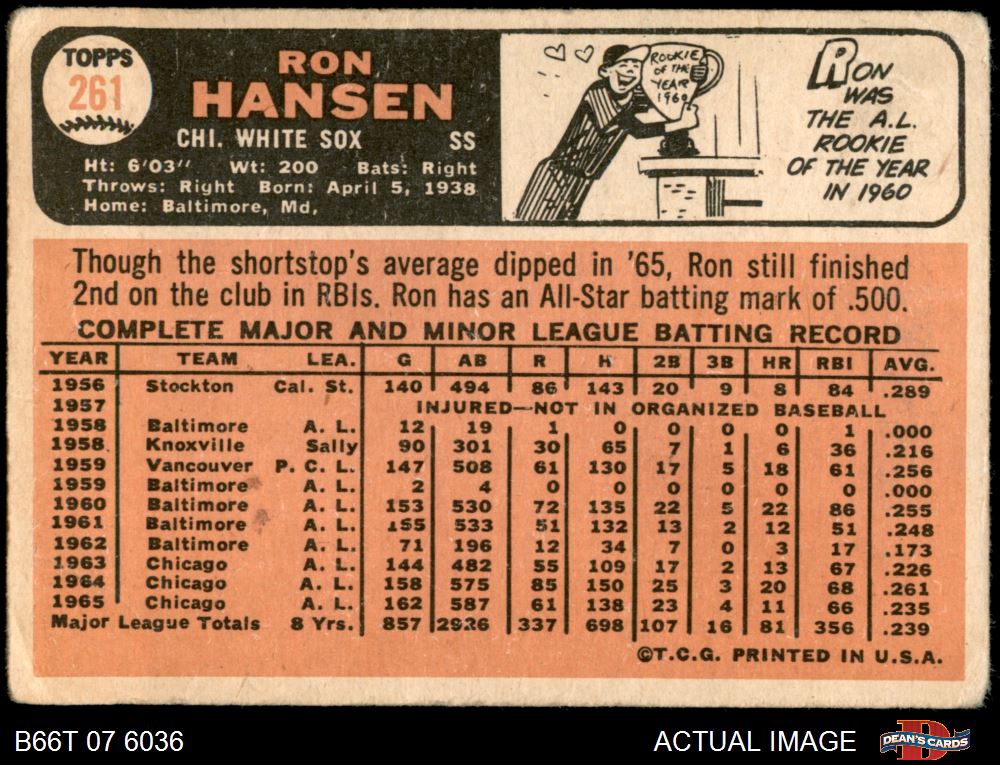 TOPPS
261
RON
HANSEN
CHI. WHITE SOX SS
Ht: 6'03" Wt: 200 Bats: Right
Throws: Right Born: April 5, 1938
Home: Baltimore, Md.
ROOKIE
OF THE
YEAR
1960
RON
WAS
THE A.L.
ROOKIE
OF THE YEAR
IN 1960
Though the shortstop's average dipped in '65, Ron still finished
2nd on the club in RBIs. Ron has an All-Star batting mark of .500.
COMPLETE MAJOR AND MINOR LEAGUE BATTING RECORD
YEAR TEAM LEA. G AB R H 2B 3B HR RBI AVG.
1956 Stockton Cal. St. 140 494 86 143 20 9 8 84 .289
1957 INJURED—NOT IN ORGANIZED BASEBALL
1958 Baltimore A. L. 12 19 1 0 0 0 0 1 .000
1958 Knoxville Sally 90 301 30 65 7 1 6 36 .216
1959 Vancouver P. C. L. 147 508 61 130 17 5 18 61 .256
1959 Baltimore A. L. 2 4 0 0 0 0 0 0 .000
1960 Baltimore A. L. 153 530 72 135 22 5 22 86 .255
1961 Baltimore A. L. 155 533 51 132 13 2 12 51 .248
1962 Baltimore A. L. 71 196 12 34 7 0 3 17 .173
1963 Chicago A. L. 144 482 55 109 17 2 13 67 .226
1964 Chicago A. L. 158 575 85 150 25 3 20 68 .261
1965 Chicago A. L. 162 587 61 138 23 4 11 66 .235
Major League Totals 8 Yrs. 857 2926 337 698 107 16 81 356 .239
©T.C.G. PRINTED IN U.S.A.
B66T 07 6036 ACTUAL IMAGE DEAN'S CARDS